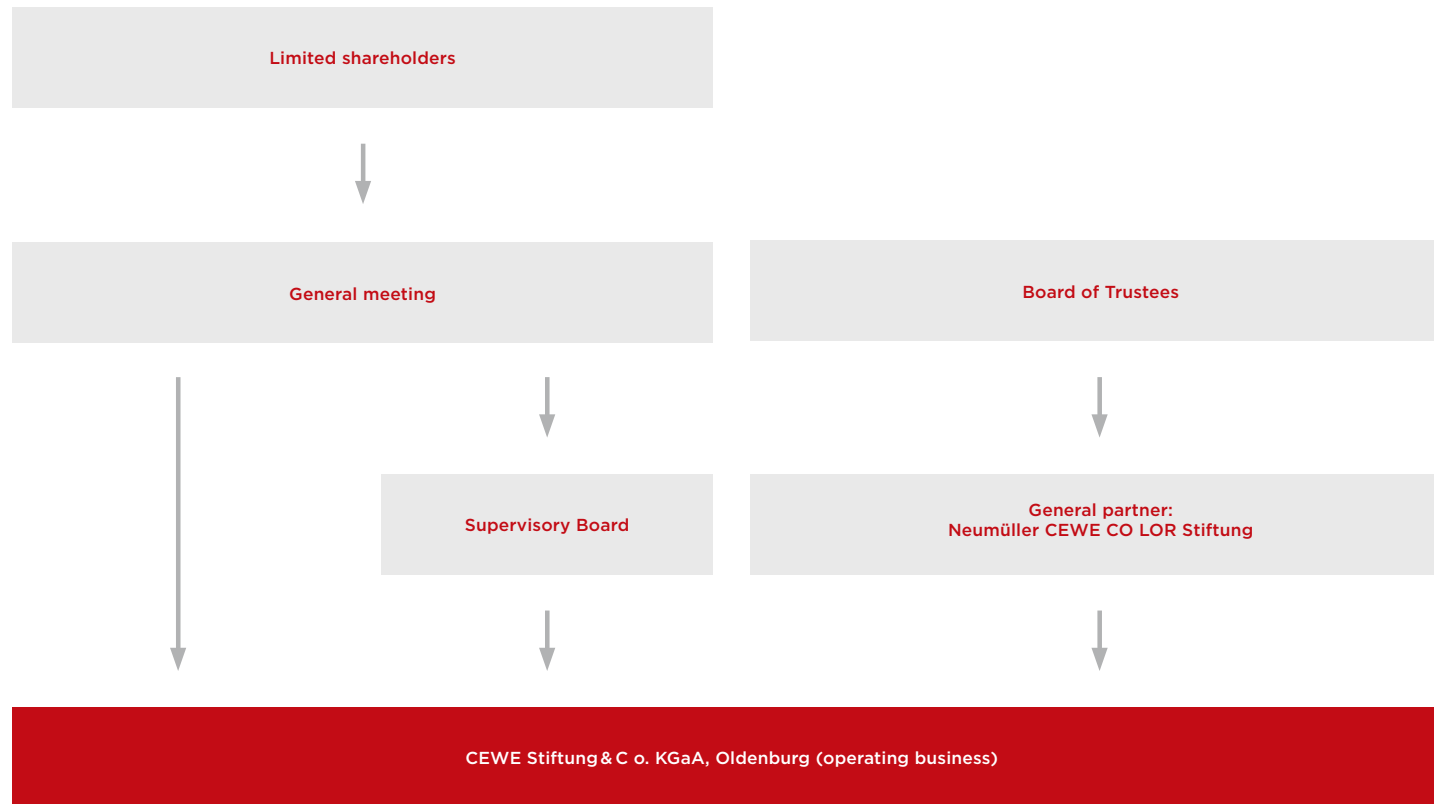 Limited shareholders
General meeting
Board of Trustees
Supervisory Board
General partner:
Neumüller CEWE CO LOR Stiftung
CEWE Stiftung & C o. KGaA, Oldenburg (operating business)